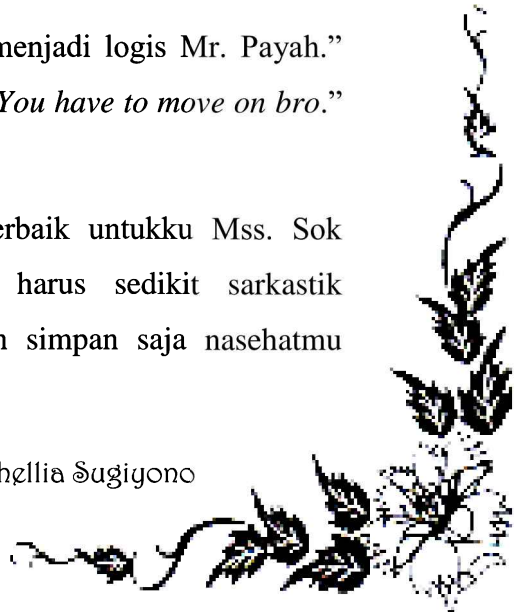 menjadi logis Mr. Payah.”
You have to move on bro.”
erbaik untukku Mss. Sok
harus sedikit sarkastik
simpan saja nasehatmu
hellia Sugiyono